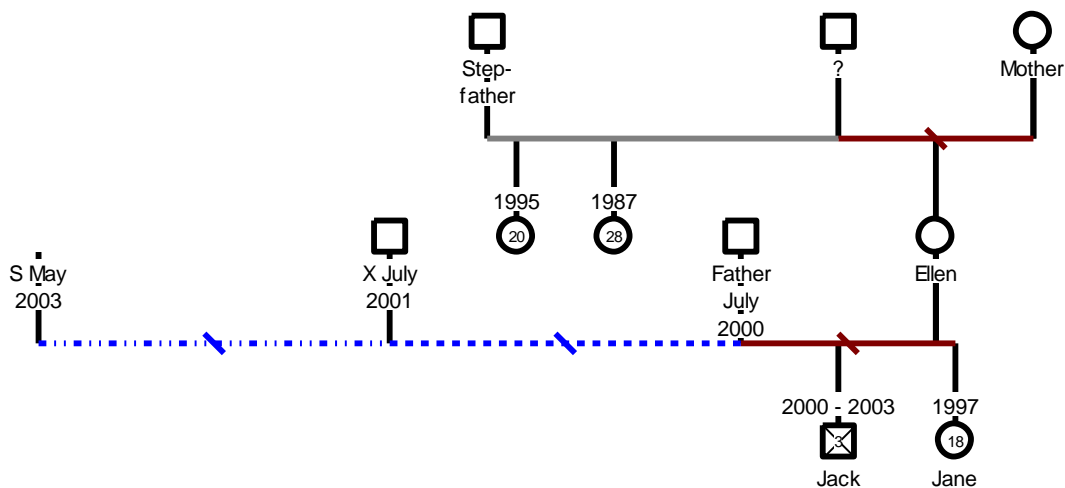 Step-
father
?
Mother
1995
20
1987
28
S May
2003
X July
2001
Father
July
2000
Ellen
2000 - 2003
3
Jack
1997
18
Jane